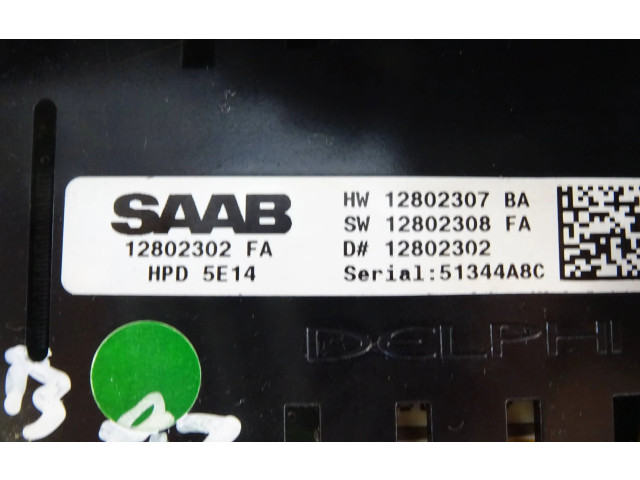 SAAB
12802302 FA
HPD 5E14
HW 12802307 BA
SW 12802308 FA
D# 12802302
Serial:51344A8C
DELPHI